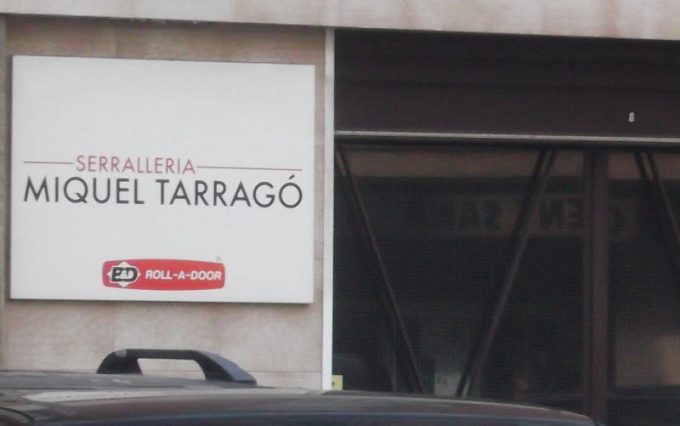 SERRALLERIA
MIQUEL TARRAGÓ
B&D ROLL-A-DOOR